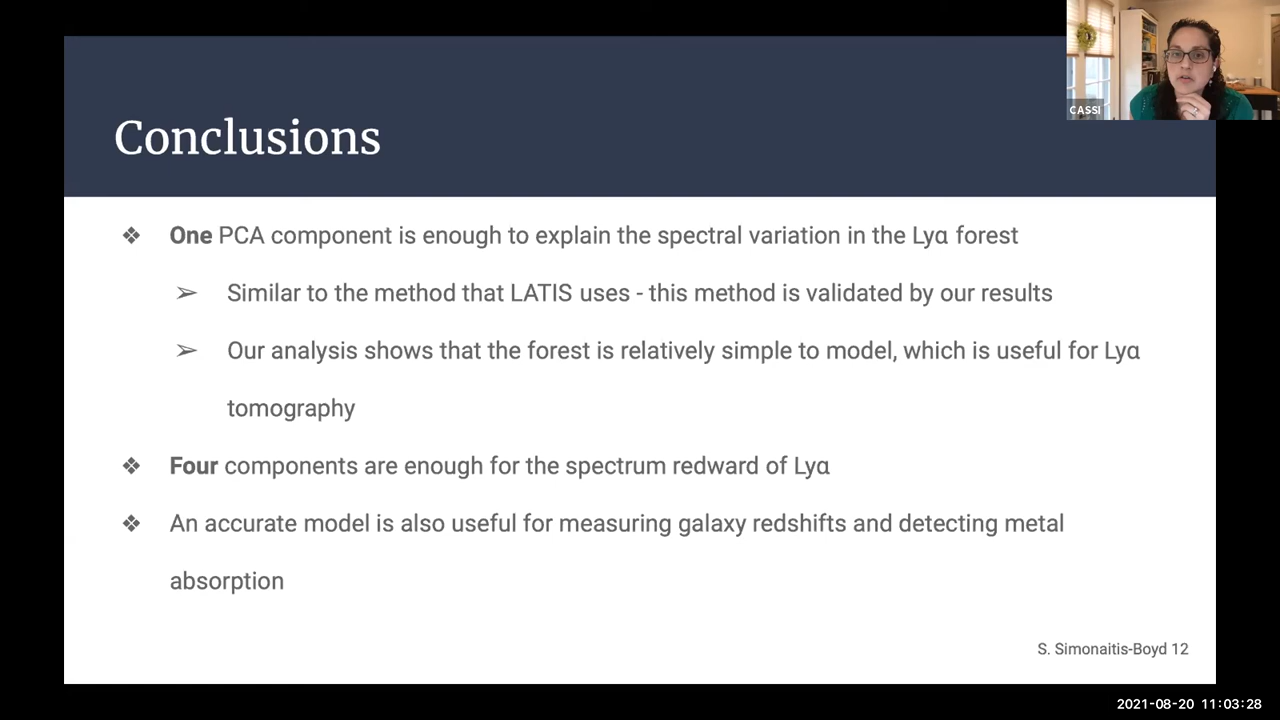 CASSI
Conclusions
❖ One PCA component is enough to explain the spectral variation in the Lyα forest
➢ Similar to the method that LATIS uses - this method is validated by our results
➢ Our analysis shows that the forest is relatively simple to model, which is useful for Lyα
tomography
❖ Four components are enough for the spectrum redward of Lyα
❖ An accurate model is also useful for measuring galaxy redshifts and detecting metal
absorption
S. Simonaitis-Boyd 12
2021-08-20 11:03:28